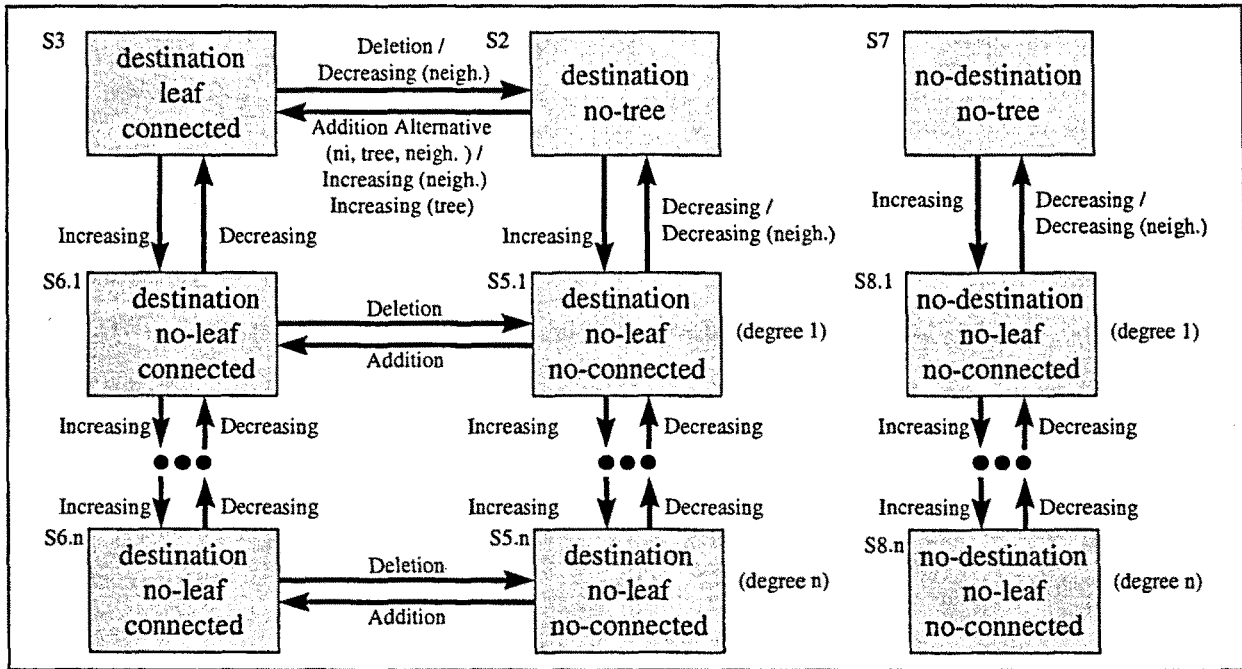 S3
destination
leaf
connected
Deletion /
Decreasing (neigh.)
Addition Alternative
(ni, tree, neigh. ) /
Increasing (neigh.)
Increasing (tree)
S2
destination
no-tree
S7
no-destination
no-tree
Increasing
Decreasing
Increasing
Decreasing /
Decreasing (neigh.)
Increasing
Decreasing /
Decreasing (neigh.)
S6.1
destination
no-leaf
connected
Deletion
Addition
S5.1
destination
no-leaf
no-connected
(degree 1)
S8.1
no-destination
no-leaf
no-connected
(degree 1)
Increasing
Decreasing
Increasing
Decreasing
Increasing
Decreasing
Increasing
Decreasing
Increasing
Decreasing
Increasing
Decreasing
S6.n
destination
no-leaf
connected
Deletion
Addition
S5.n
destination
no-leaf
no-connected
(degree n)
S8.n
no-destination
no-leaf
no-connected
(degree n)